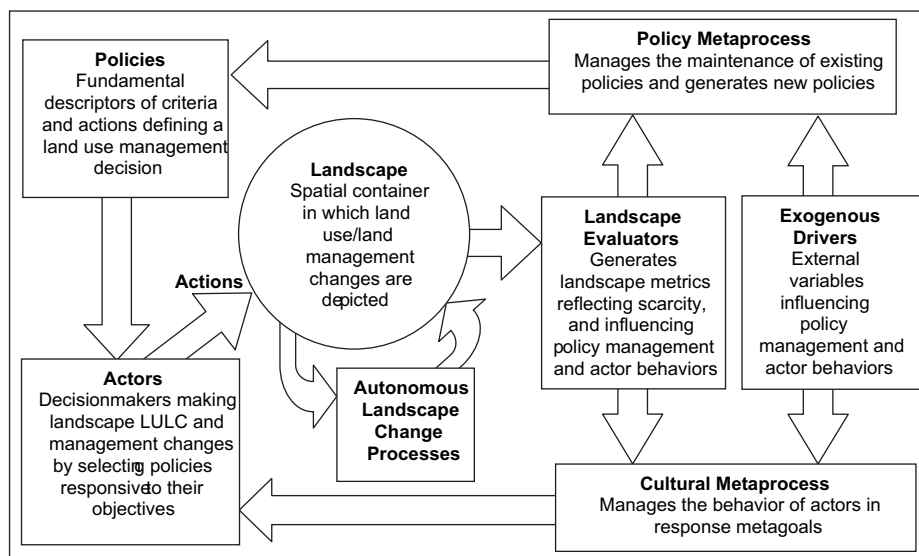 Policies
Fundamental
descriptors of criteria
and actions defining a
land use management
decision
Policy Metaprocess
Manages the maintenance of existing
policies and generates new policies
Landscape
Spatial container
in which land
use/land
management
changes are
depicted
Landscape
Evaluators
Generates
landscape metrics
reflecting scarcity,
and influencing
policy management
and actor behaviors
Exogenous
Drivers
External
variables
influencing
policy
management and
actor behaviors
Actions
Actors
Decisionmakers making
landscape LULC and
management changes
by selecting policies
responsive to their
objectives
Autonomous
Landscape
Change
Processes
Cultural Metaprocess
Manages the behavior of actors in
response metagoals